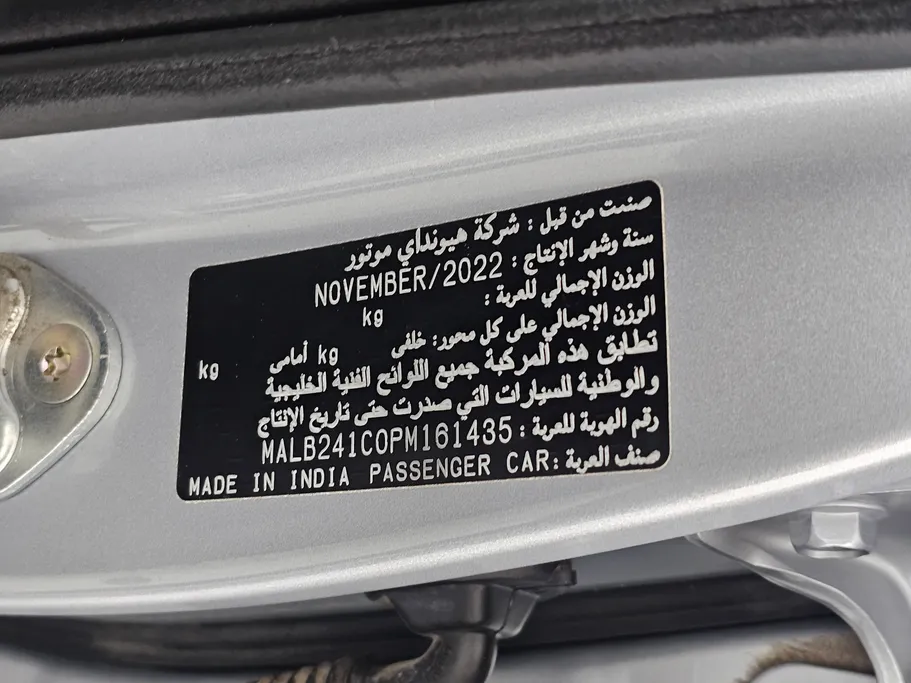 صنعت من قبل : شركة هيونداي موتور
سنة وشهر الإنتاج : NOVEMBER/2022
الوزن الإجمالي للعربة : kg
الوزن الإجمالي على كل محور: خلفى kg أمامى kg
تطابق هذه المركبة جميع اللوائح الفنية الخليجية
والوطنية للسيارات التي صدرت حتى تاريخ الإنتاج
رقم الهوية للعربة : MALB241C0PM161435
صنف العربة : PASSENGER CAR MADE IN INDIA